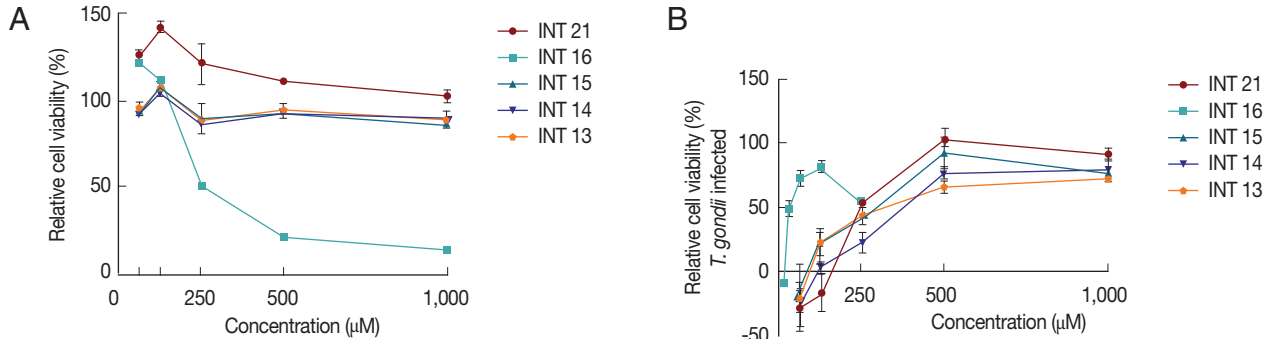 A
Relative cell viability (%)
150
100
50
0
0
250
500
1,000
Concentration (µM)
INT 21
INT 16
INT 15
INT 14
INT 13
B
Relative cell viability (%)
T. gondii infected
150
100
50
0
-50
250
500
1,000
Concentration (µM)
INT 21
INT 16
INT 15
INT 14
INT 13